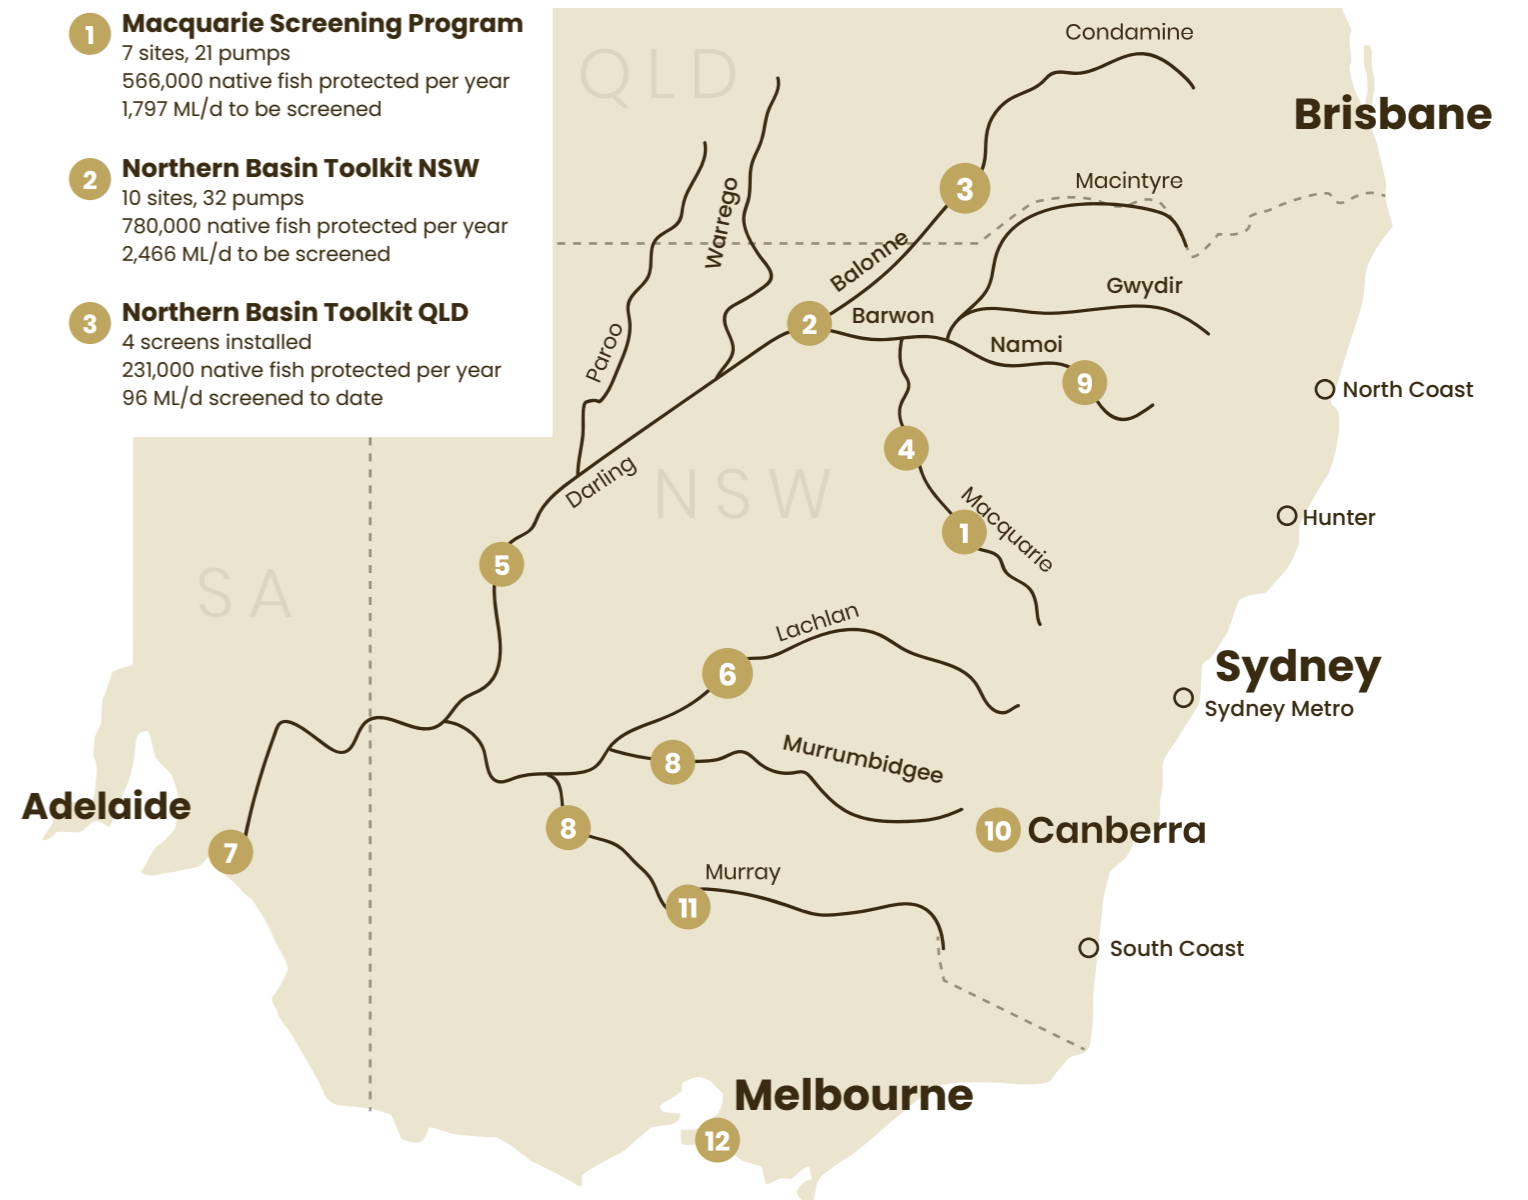 1
Macquarie Screening Program
7 sites, 21 pumps
566,000 native fish protected per year
1,797 ML/d to be screened
2
Northern Basin Toolkit NSW
10 sites, 32 pumps
780,000 native fish protected per year
2,466 ML/d to be screened
3
Northern Basin Toolkit QLD
4 screens installed
231,000 native fish protected per year
96 ML/d screened to date
QLD
Condamine
Brisbane
3
Macintyre
Warrego
Balonne
Gwydir
2
Barwon
Namoi
Paroo
9
North Coast
4
Darling
NSW
Macquarie
1
Hunter
5
SA
Lachlan
6
Sydney
Sydney Metro
Murrumbidgee
8
Adelaide
8
10
Canberra
7
Murray
11
South Coast
Melbourne
12